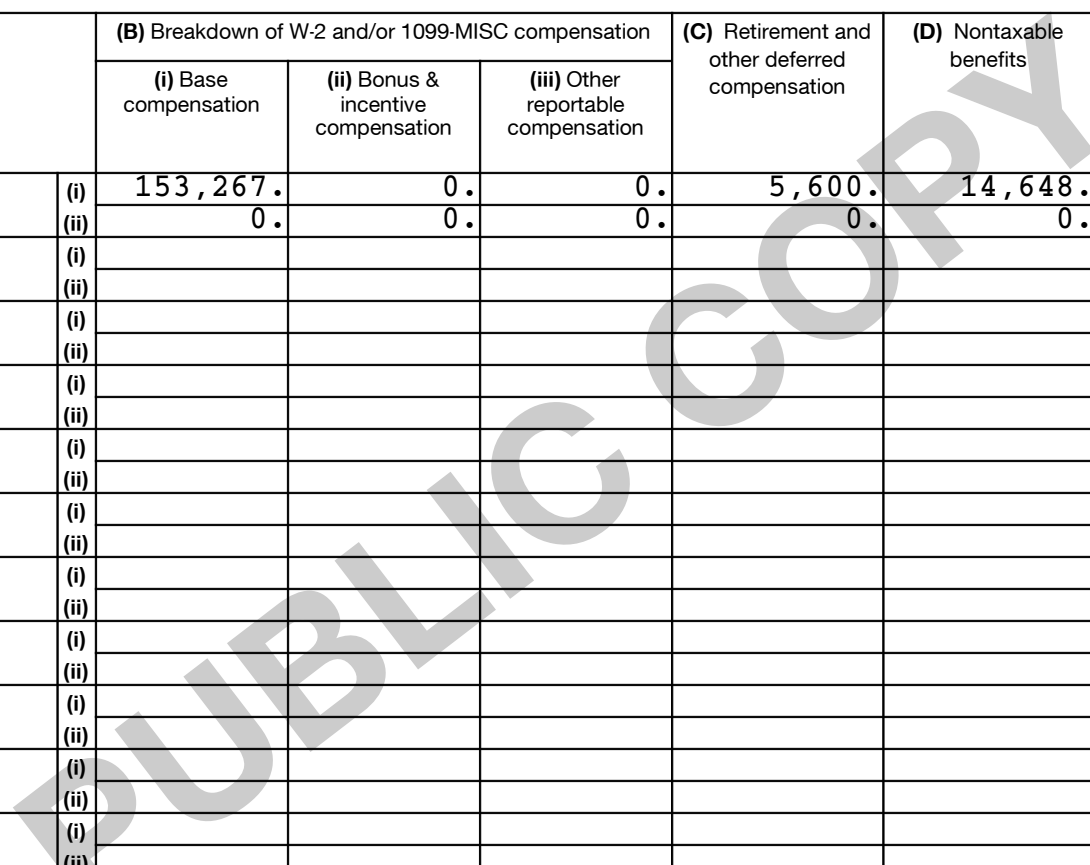 (B) Breakdown of W-2 and/or 1099-MISC compensation
(C) Retirement and
other deferred
compensation
(D) Nontaxable
benefits
(i) Base
compensation
(ii) Bonus &
incentive
compensation
(iii) Other
reportable
compensation
(i) 153,267. 0. 0. 5,600. 14,648.
(ii) 0. 0. 0. 0. 0.
(i)
(ii)
(i)
(ii)
(i)
(ii)
(i)
(ii)
(i)
(ii)
(i)
(ii)
(i)
(ii)
(i)
(ii)
(i)
(ii)
(i)
(ii)
PUBLIC COPY